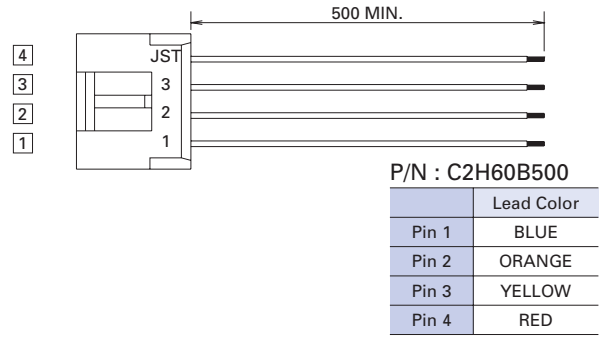 500 MIN.
4 JST
3 3
2 2
1 1
P/N : C2H60B500
Lead Color
Pin 1 BLUE
Pin 2 ORANGE
Pin 3 YELLOW
Pin 4 RED